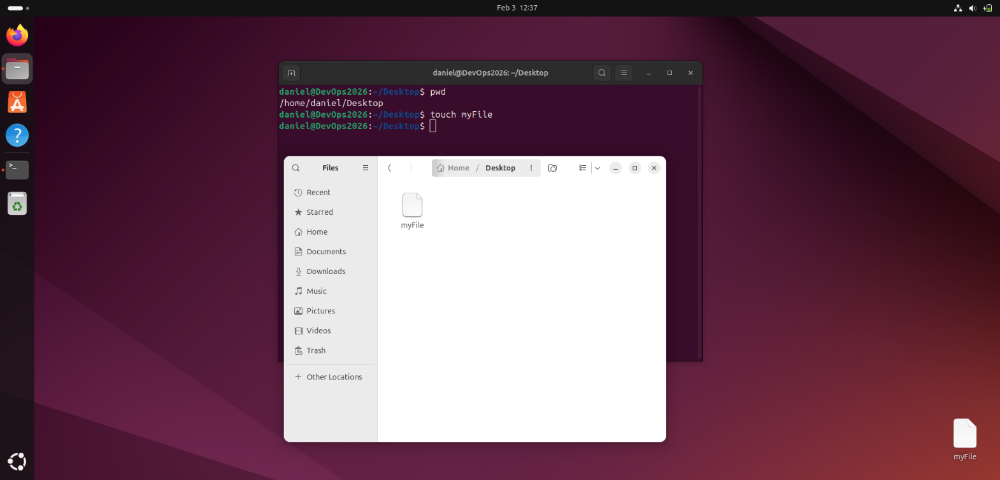 Feb 3 12:37
daniel@DevOps2026: ~/Desktop
daniel@DevOps2026:~/Desktop$ pwd
/home/daniel/Desktop
daniel@DevOps2026:~/Desktop$ touch myFile
daniel@DevOps2026:~/Desktop$
Files
Home / Desktop
Recent
Starred
Home
Documents
Downloads
Music
Pictures
Videos
Trash
+ Other Locations
myFile
myFile